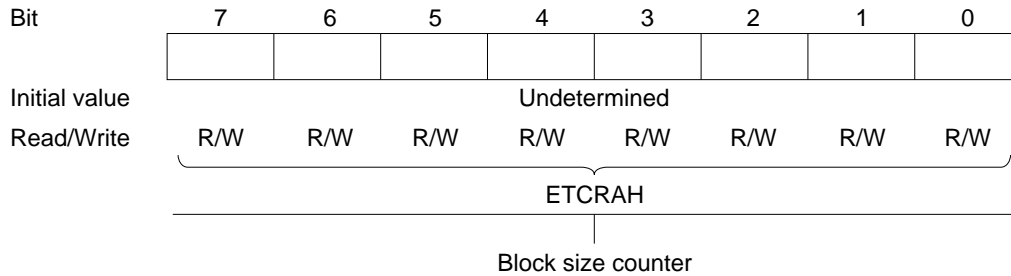 Bit 7 6 5 4 3 2 1 0
Initial value Undetermined
Read/Write R/W R/W R/W R/W R/W R/W R/W R/W
ETCRAH
Block size counter